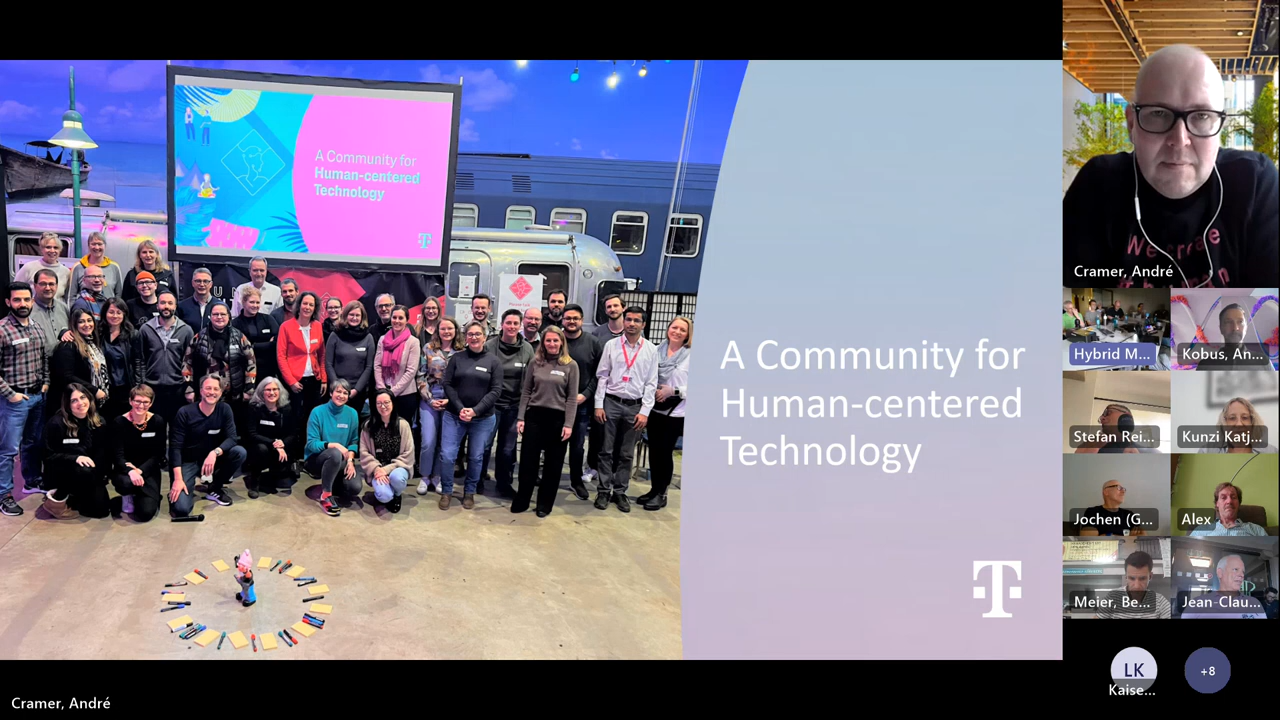 A Community for
Human-centered
Technology
T
A Community for
Human-centered
Technology
T
Cramer, André
Hybrid M...
Kobus, An...
Stefan Rei...
Kunzi Katj...
Jochen (G...
Alex
Meier, Be...
Jean-Clau...
LK
Kaise...
+8
Cramer, André